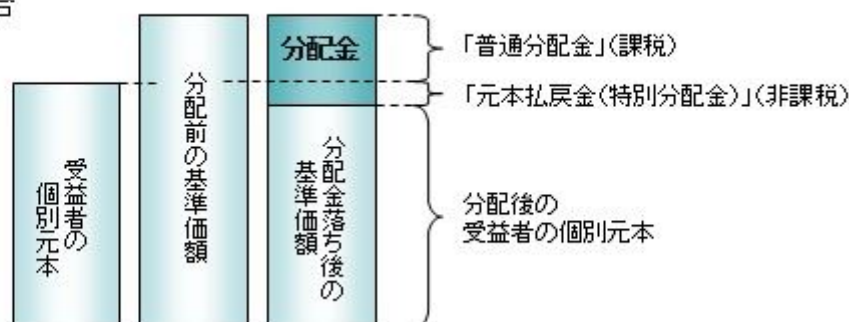 分配金
「普通分配金」(課税)
「元本払戻金(特別分配金)」(非課税)
受益者の
個別元本
分配前の基準価額
分配金落ち後の
基準価額
分配後の
受益者の個別元本